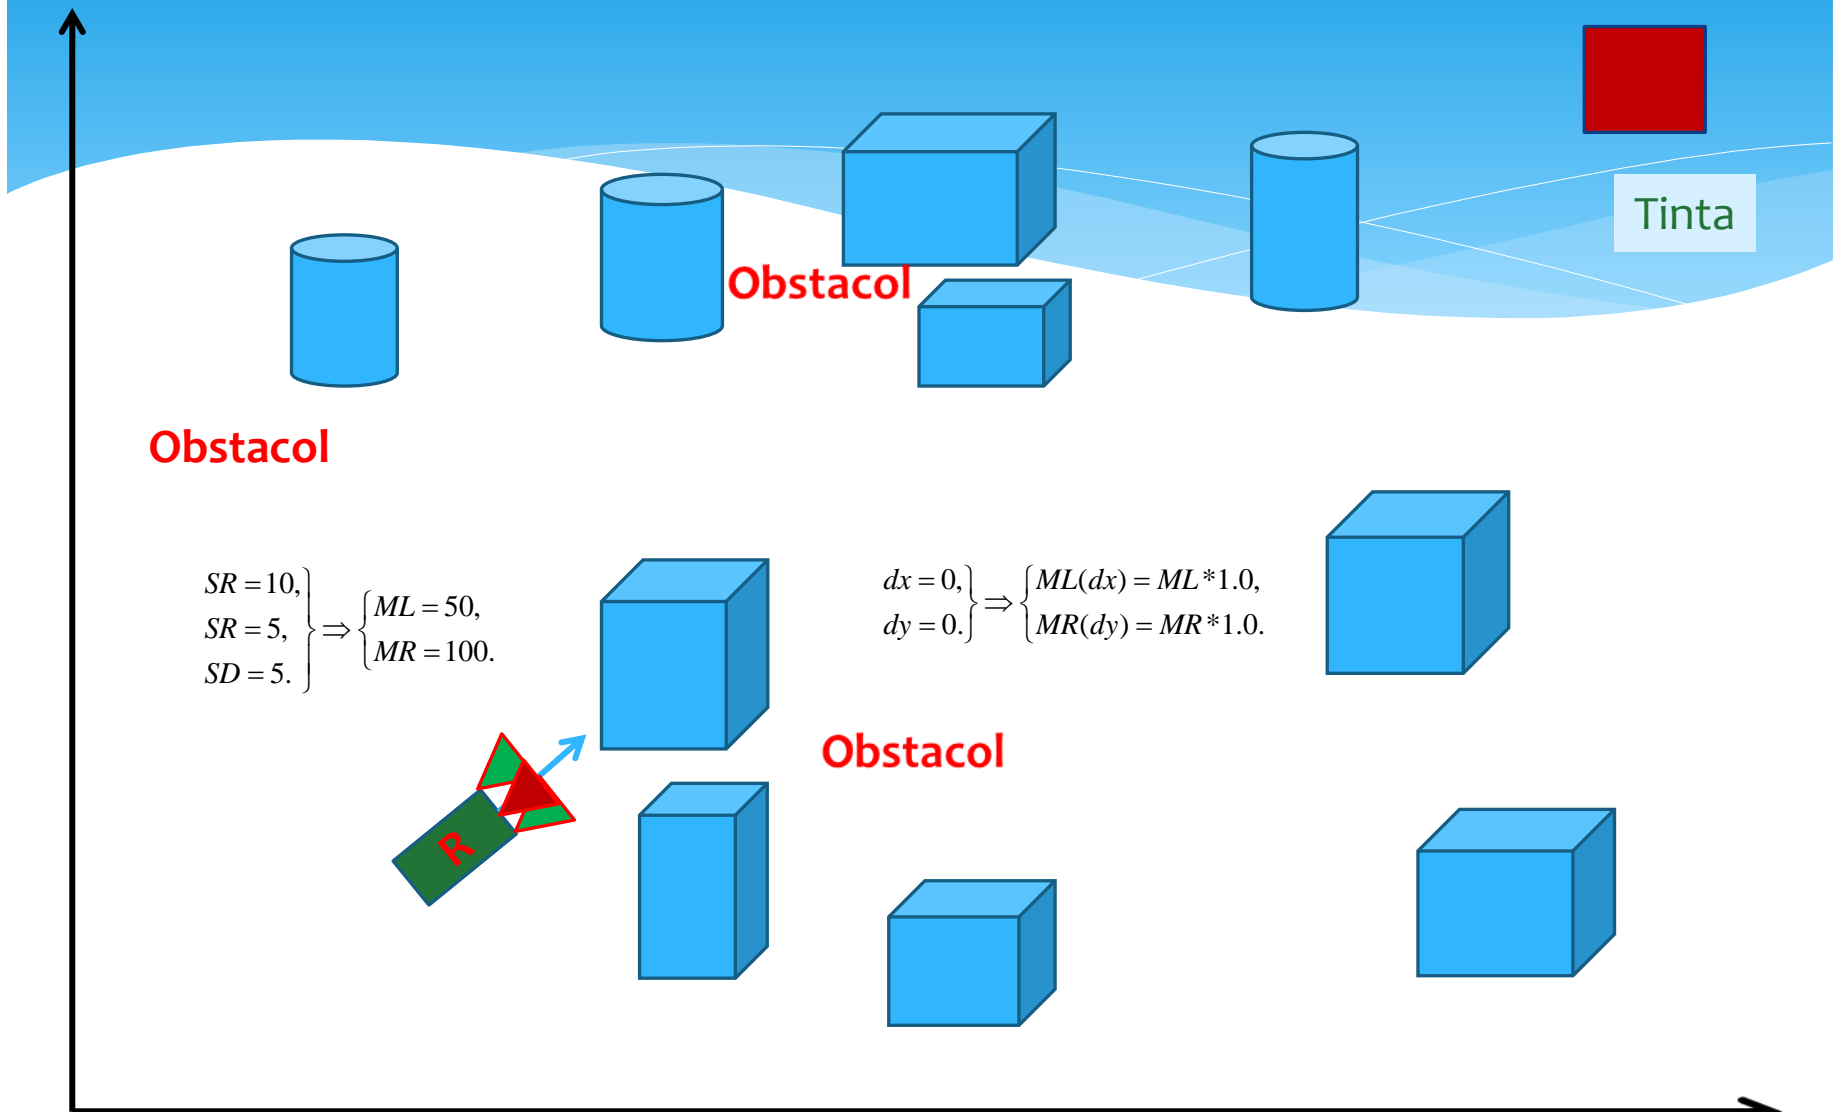 Tinta
Obstacol
Obstacol
SR = 10,
SR = 5,
SD = 5.
⇒
ML = 50,
MR = 100.
dx = 0,
dy = 0.
⇒
ML(dx) = ML*1.0,
MR(dy) = MR*1.0.
Obstacol
R